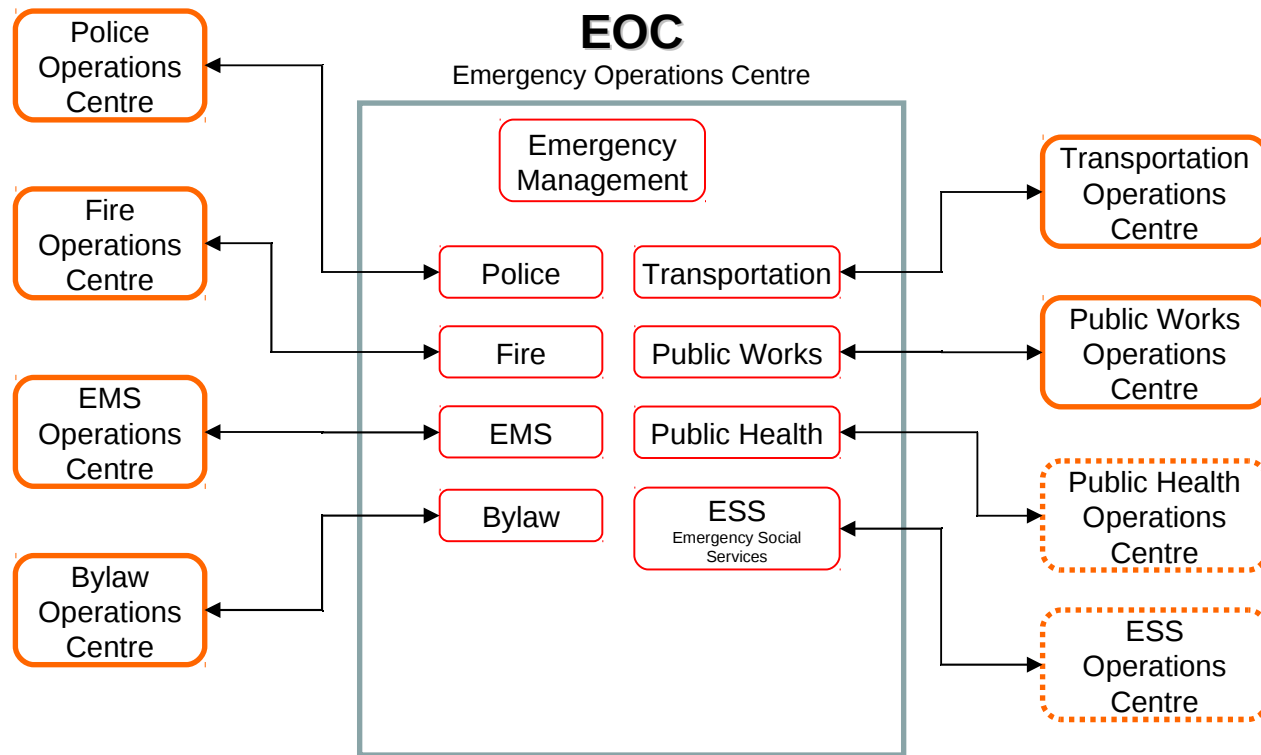 EOC
Emergency Operations Centre
Police
Operations
Centre
Fire
Operations
Centre
EMS
Operations
Centre
Bylaw
Operations
Centre
Emergency
Management
Police
Fire
EMS
Bylaw
Transportation
Public Works
Public Health
ESS
Emergency Social
Services
Transportation
Operations
Centre
Public Works
Operations
Centre
Public Health
Operations
Centre
ESS
Operations
Centre